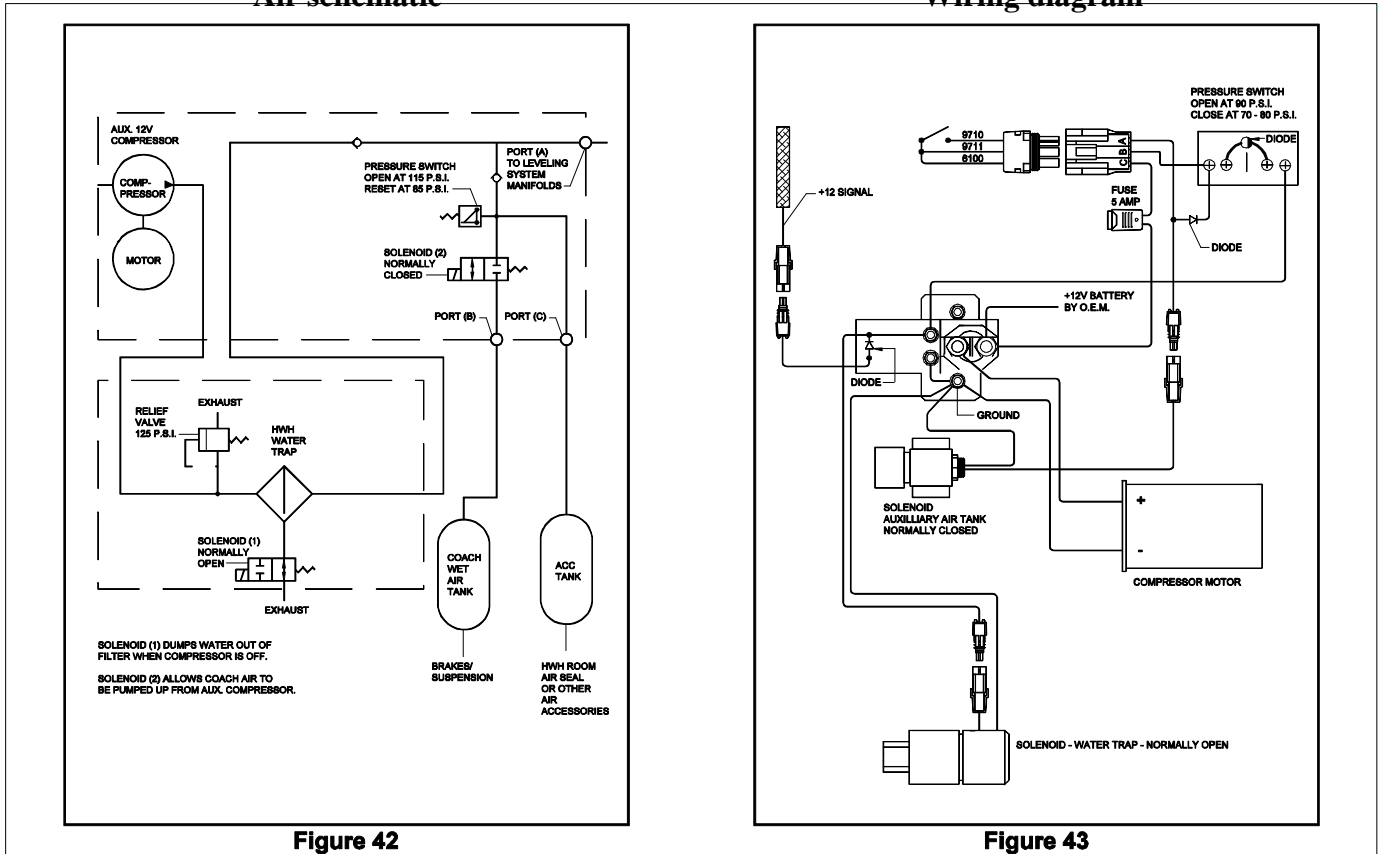 Air schematic
Wiring diagram
AUX. 12V
COMPRESSOR
COMP-
PRESSOR
MOTOR
PRESSURE SWITCH
OPEN AT 115 P.S.I.
RESET AT 85 P.S.I.
PORT (A)
TO LEVELING
SYSTEM
MANIFOLDS
SOLENOID (2)
NORMALLY
CLOSED
PORT (B)
PORT (C)
EXHAUST
RELIEF
VALVE
125 P.S.I.
HWH
WATER
TRAP
SOLENOID (1)
NORMALLY
OPEN
EXHAUST
COACH
WET
AIR
TANK
ACC
TANK
SOLENOID (1) DUMPS WATER OUT OF
FILTER WHEN COMPRESSOR IS OFF.
SOLENOID (2) ALLOWS COACH AIR TO
BE PUMPED UP FROM AUX. COMPRESSOR.
BRAKES/
SUSPENSION
HWH ROOM
AIR SEAL
OR OTHER
AIR
ACCESSORIES
Figure 42
PRESSURE SWITCH
OPEN AT 90 P.S.I.
CLOSE AT 70 - 80 P.S.I.
DIODE
9710
9711
6100
A
B
C
+12 SIGNAL
FUSE
5 AMP
DIODE
+12V BATTERY
BY O.E.M.
DIODE
GROUND
SOLENOID
AUXILLIARY AIR TANK
NORMALLY CLOSED
+
-
COMPRESSOR MOTOR
SOLENOID - WATER TRAP - NORMALLY OPEN
Figure 43